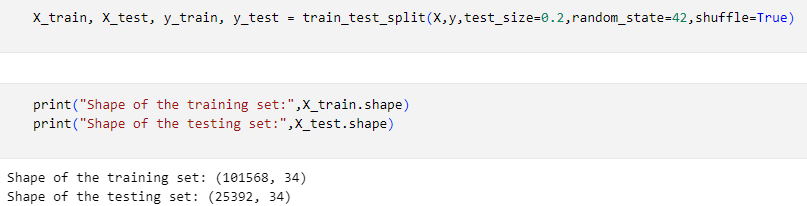 X_train, X_test, y_train, y_test = train_test_split(X,y,test_size=0.2,random_state=42,shuffle=True)
print("Shape of the training set:",X_train.shape)
print("Shape of the testing set:",X_test.shape)
Shape of the training set: (101568, 34)
Shape of the testing set: (25392, 34)